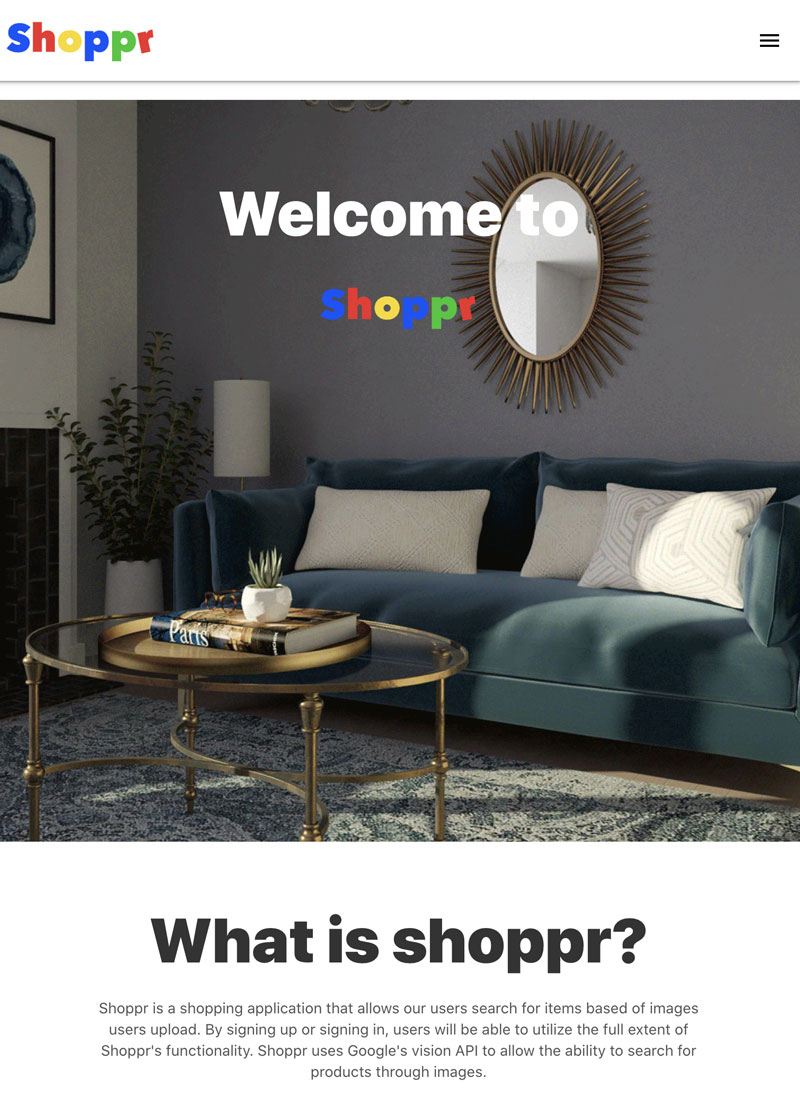 Shoppr
Welcome to
Shoppr
Paris
What is shoppr?
Shoppr is a shopping application that allows our users search for items based of images
users upload. By signing up or signing in, users will be able to utilize the full extent of
Shoppr's functionality. Shoppr uses Google's vision API to allow the ability to search for
products through images.